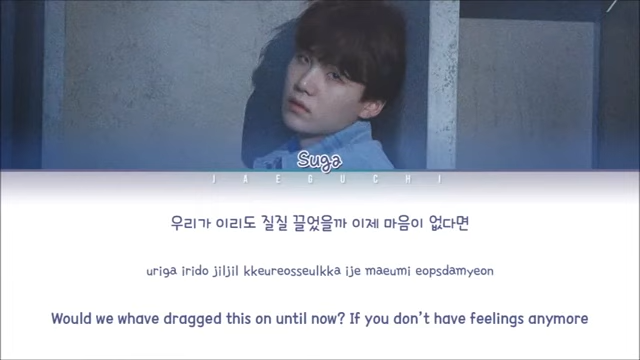 Suga
JAEGUCHI
우리가 이리도 질질 끌었을까 이제 마음이 없다면
uriga irido jiljil kkeureosseulkka ije maeumi eopsdamyeon
Would we whave dragged this on until now? If you don't have feelings anymore